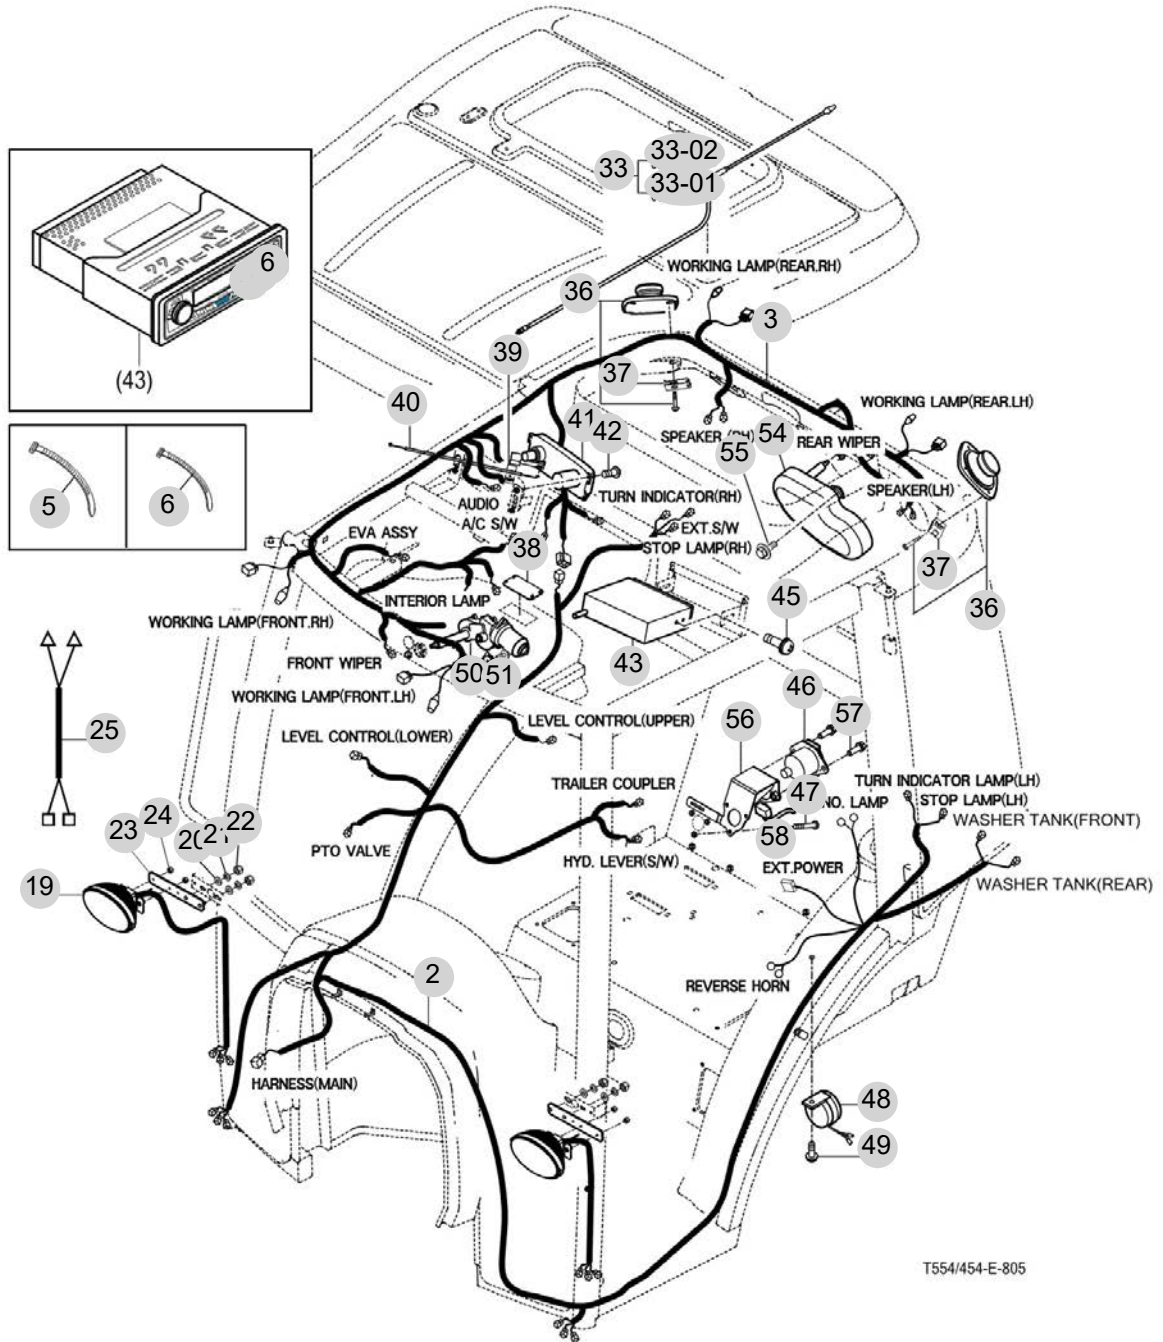 33-02
33
33-01
6
WORKING LAMP(REAR.RH)
36
3
39
(43)
37
40
41
42
WORKING LAMP(REAR.LH)
SPEAKER (RH)
54
REAR WIPER
55
5
6
AUDIO
A/C S/W
TURN INDICATOR(RH)
SPEAKER(LH)
EVA ASSY
38
EXT.S/W
STOP LAMP(RH)
37
INTERIOR LAMP
45
36
WORKING LAMP(FRONT.RH)
FRONT WIPER
50
51
43
WORKING LAMP(FRONT.LH)
46
25
LEVEL CONTROL(UPPER)
56
57
LEVEL CONTROL(LOWER)
TRAILER COUPLER
TURN INDICATOR LAMP(LH)
47
NO. LAMP
STOP LAMP(LH)
WASHER TANK(FRONT)
23
24
20
21
22
PTO VALVE
58
HYD. LEVER(S/W)
EXT.POWER
19
WASHER TANK(REAR)
2
REVERSE HORN
HARNESS(MAIN)
48
49
T554/454-E-805